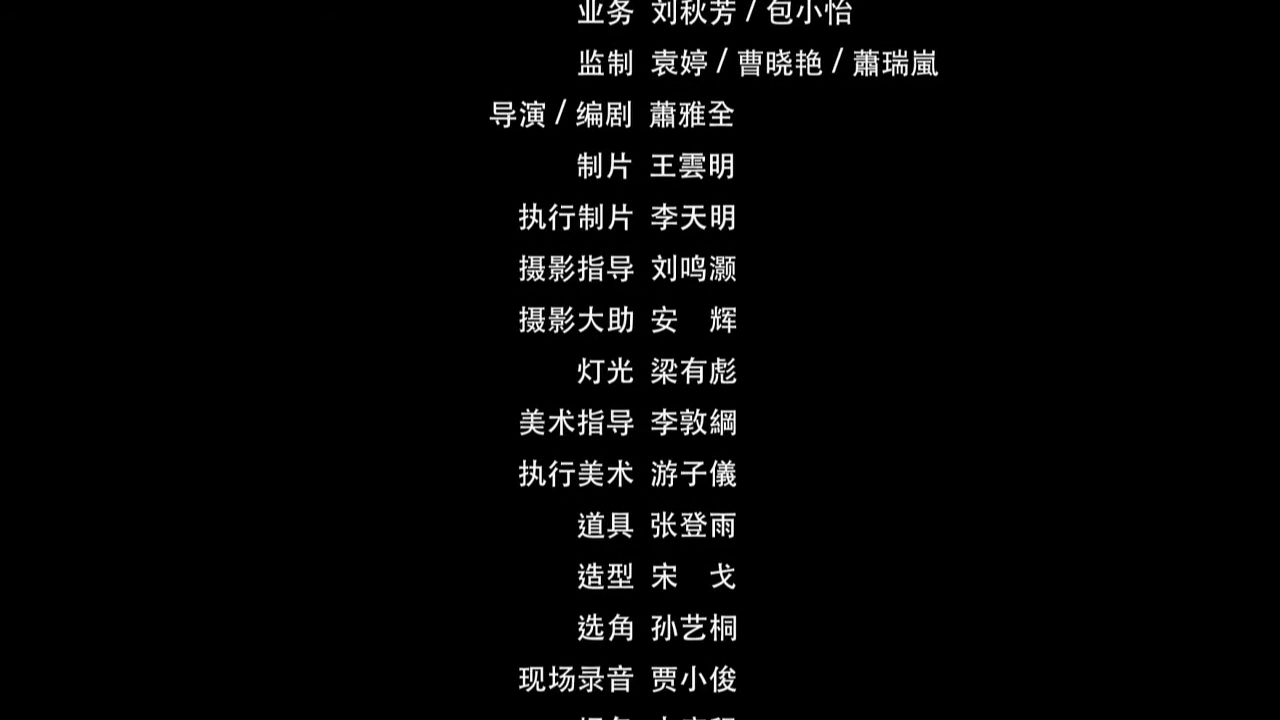 业务 刘秋芳 / 包小怡
监制 袁婷 / 曹晓艳 / 蕭瑞嵐
导演 / 编剧 蕭雅全
制片 王雲明
执行制片 李天明
摄影指导 刘鸣灏
摄影大助 安　辉
灯光 梁有彪
美术指导 李敦綱
执行美术 游子儀
道具 张登雨
造型 宋　戈
选角 孙艺桐
现场录音 贾小俊